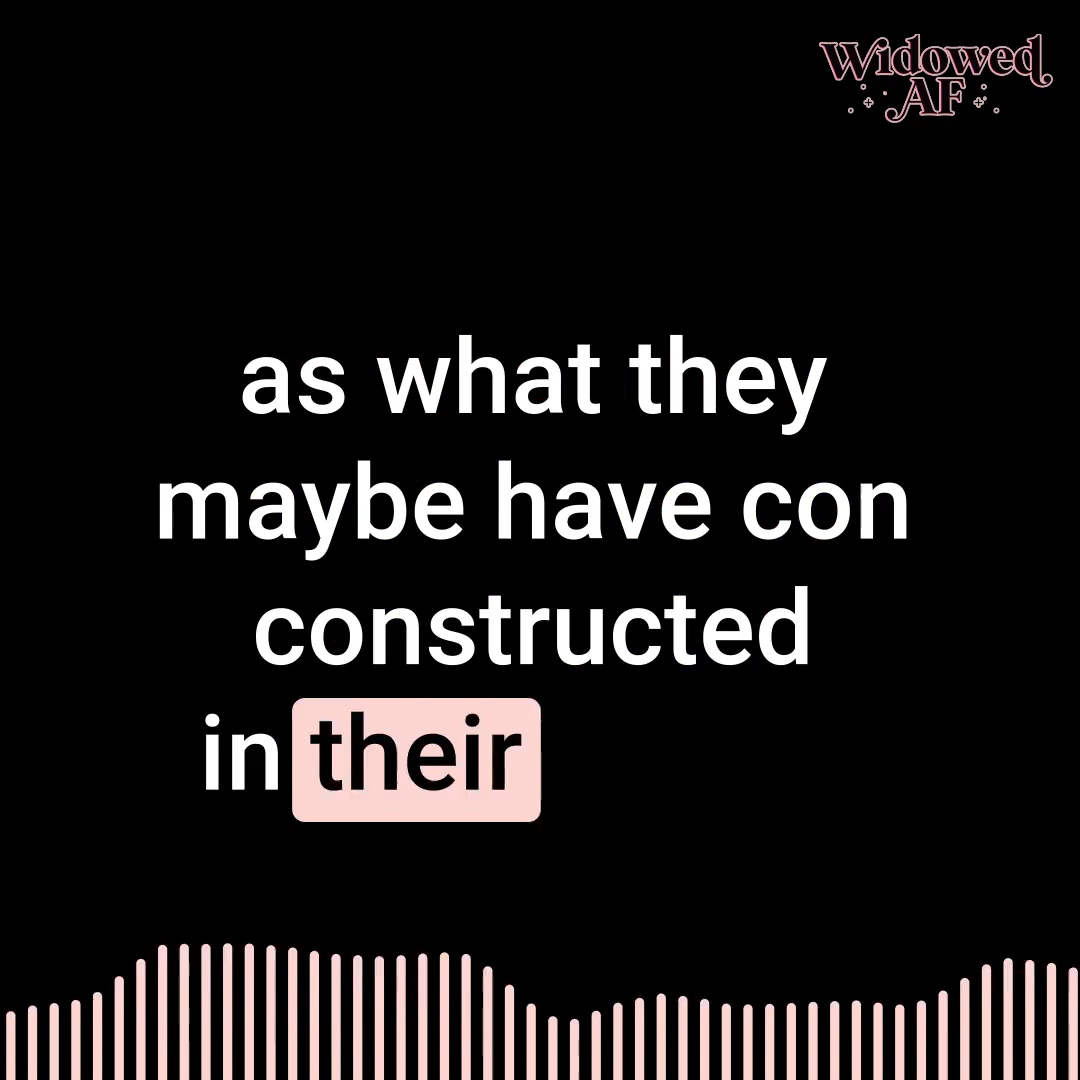 Widowed
AF
as what they
maybe have con
constructed
in their